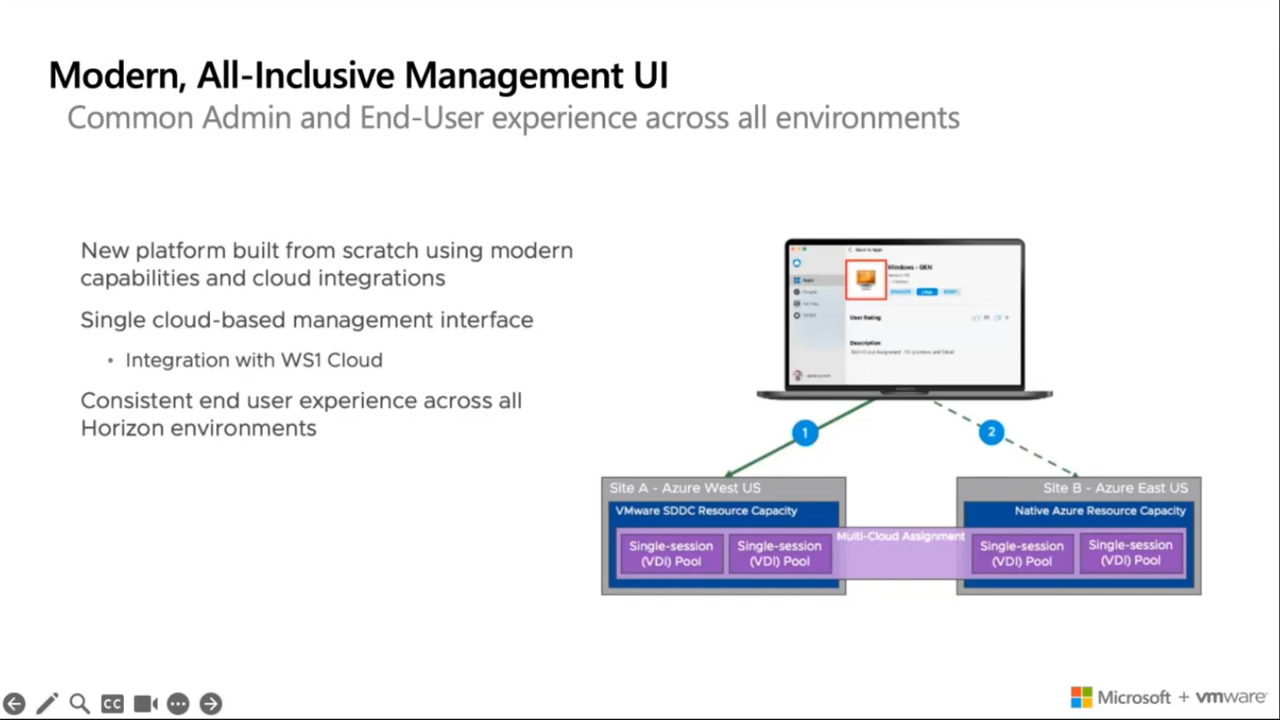 Modern, All-Inclusive Management UI
Common Admin and End-User experience across all environments
New platform built from scratch using modern
capabilities and cloud integrations
Single cloud-based management interface
• Integration with WS1 Cloud
Consistent end user experience across all
Horizon environments
Windows - GEN
User Rating
Description
1
2
Site A - Azure West US
VMware SDDC Resource Capacity
Single-session
(VDI) Pool
Single-session
(VDI) Pool
Multi-Cloud Assignment
Site B - Azure East US
Native Azure Resource Capacity
Single-session
(VDI) Pool
Single-session
(VDI) Pool
CC
Microsoft + vmware